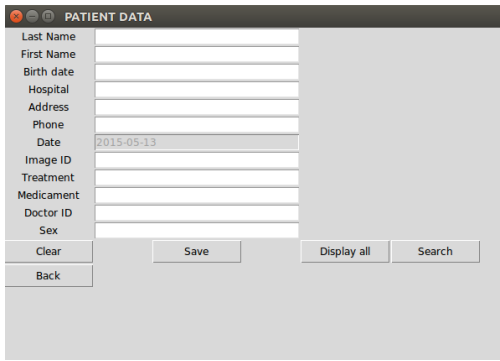 PATIENT DATA
Last Name
First Name
Birth date
Hospital
Address
Phone
Date 2015-05-13
Image ID
Treatment
Medicament
Doctor ID
Sex
Clear Save Display all Search
Back